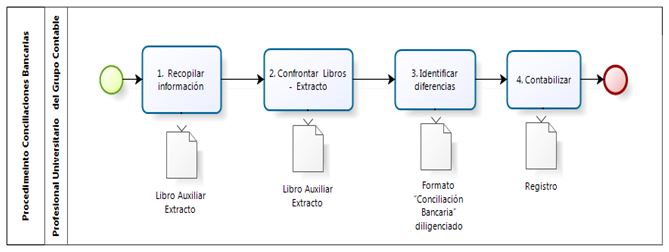 Procedimeinto Conciliaciones Bancarias
Profesional Universitario del Grupo Contable
1. Recopilar
información
2. Confrontar Libros
- Extracto
3. Identificar
diferencias
4. Contabilizar
Libro Auxiliar
Extracto
Libro Auxiliar
Extracto
Formato
"Conciliación
Bancaria"
diligenciado
Registro